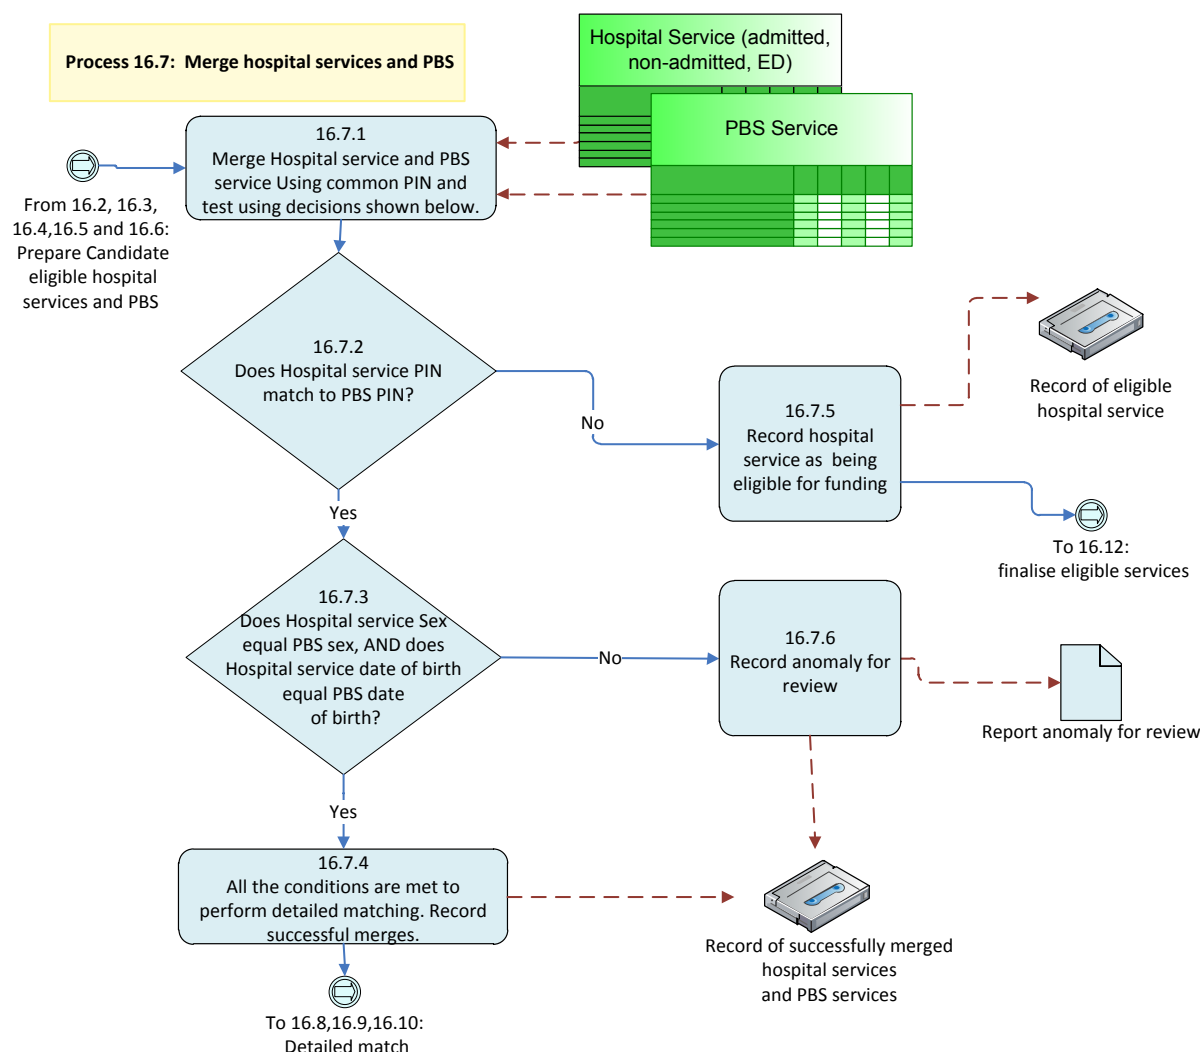 Process 16.7:  Merge hospital services and PBS
Hospital Service (admitted,
non-admitted, ED)
PBS Service
16.7.1
Merge Hospital service and PBS
service Using common PIN and
test using decisions shown below.
From 16.2, 16.3,
16.4,16.5 and 16.6:
Prepare Candidate
eligible hospital
services and PBS
16.7.2
Does Hospital service PIN
match to PBS PIN?
No
16.7.5
Record hospital
service as  being
eligible for funding
Record of eligible
hospital service
To 16.12:
finalise eligible services
Yes
16.7.3
Does Hospital service Sex
equal PBS sex, AND does
Hospital service date of birth
equal PBS date
of birth?
No
16.7.6
Record anomaly for
review
Report anomaly for review
Yes
16.7.4
All the conditions are met to
perform detailed matching. Record
successful merges.
Record of successfully merged
hospital services
and PBS services
To 16.8,16.9,16.10:
Detailed match